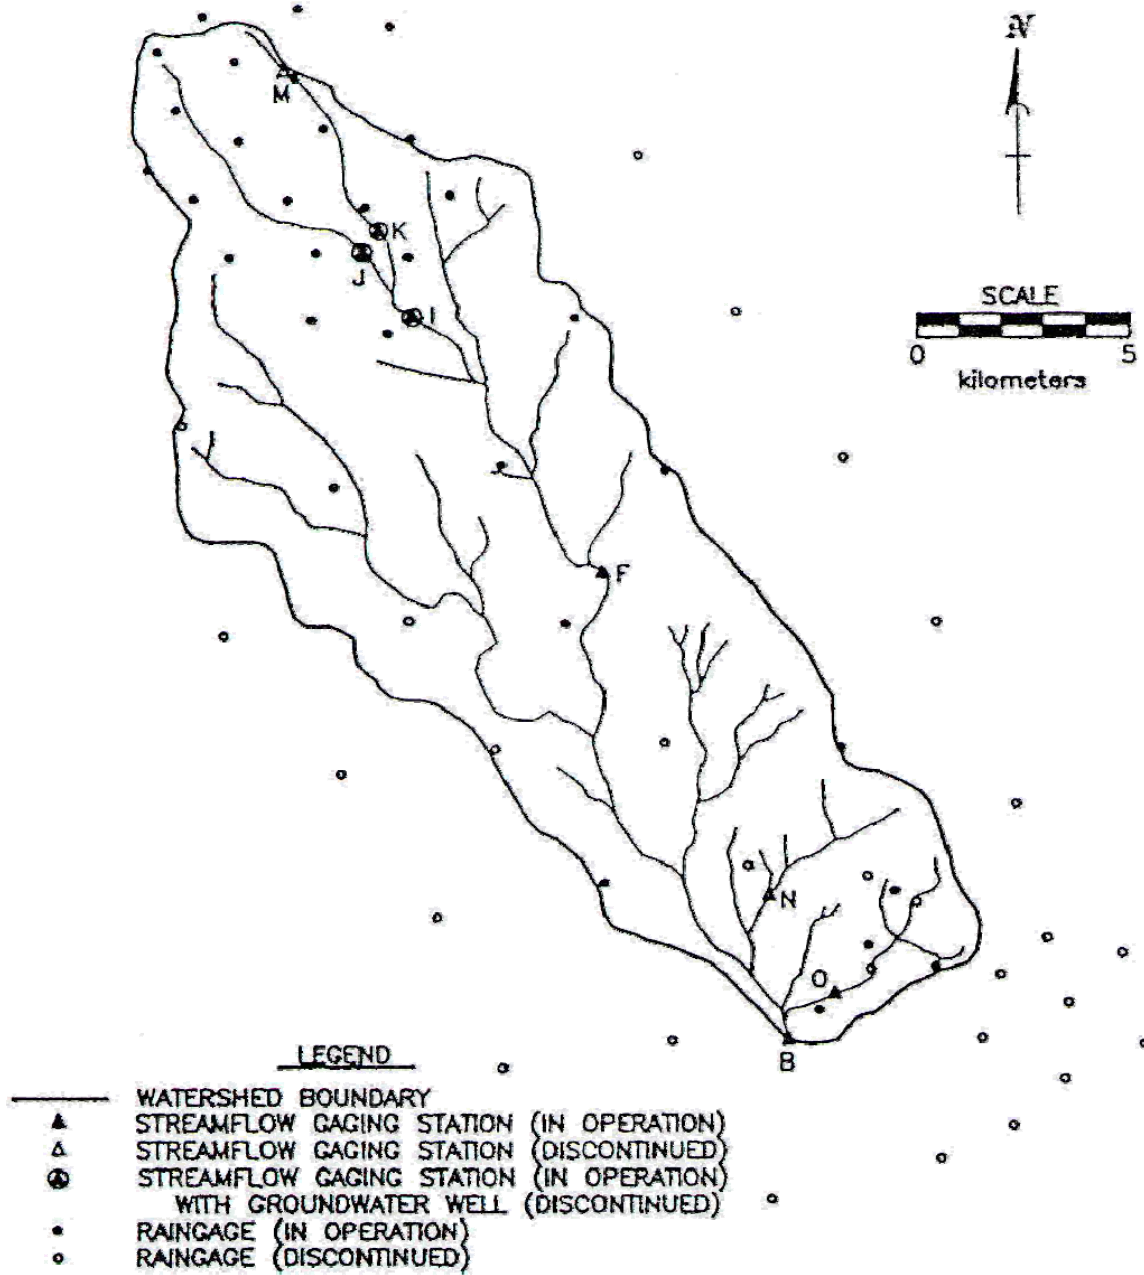 N
M
K
J
I
SCALE
0 5
kilometers
F
N
O
B
LEGEND
WATERSHED BOUNDARY
STREAMFLOW GAGING STATION (IN OPERATION)
STREAMFLOW GAGING STATION (DISCONTINUED)
STREAMFLOW GAGING STATION (IN OPERATION)
WITH GROUNDWATER WELL (DISCONTINUED)
RAINGAGE (IN OPERATION)
RAINGAGE (DISCONTINUED)